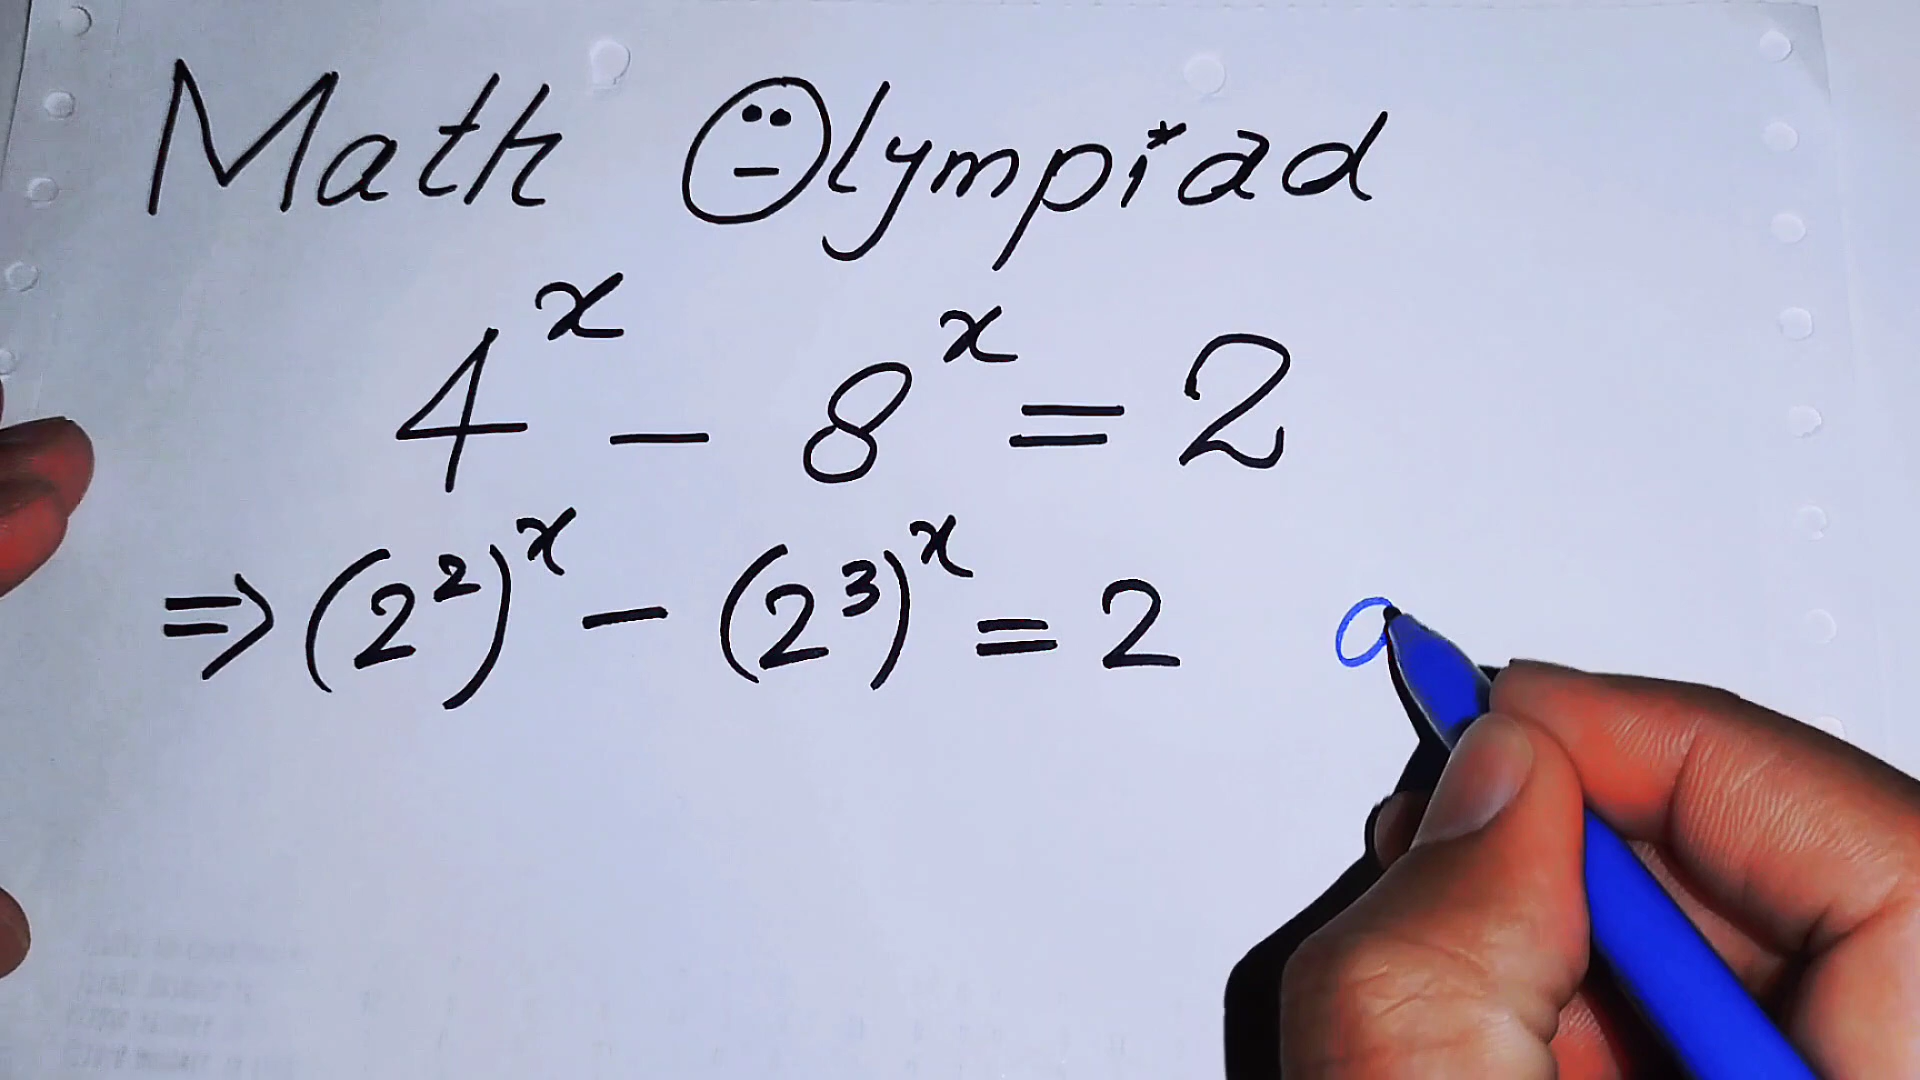 Math Olympiad
4^x - 8^x = 2
⇒ (2^2)^x - (2^3)^x = 2 a